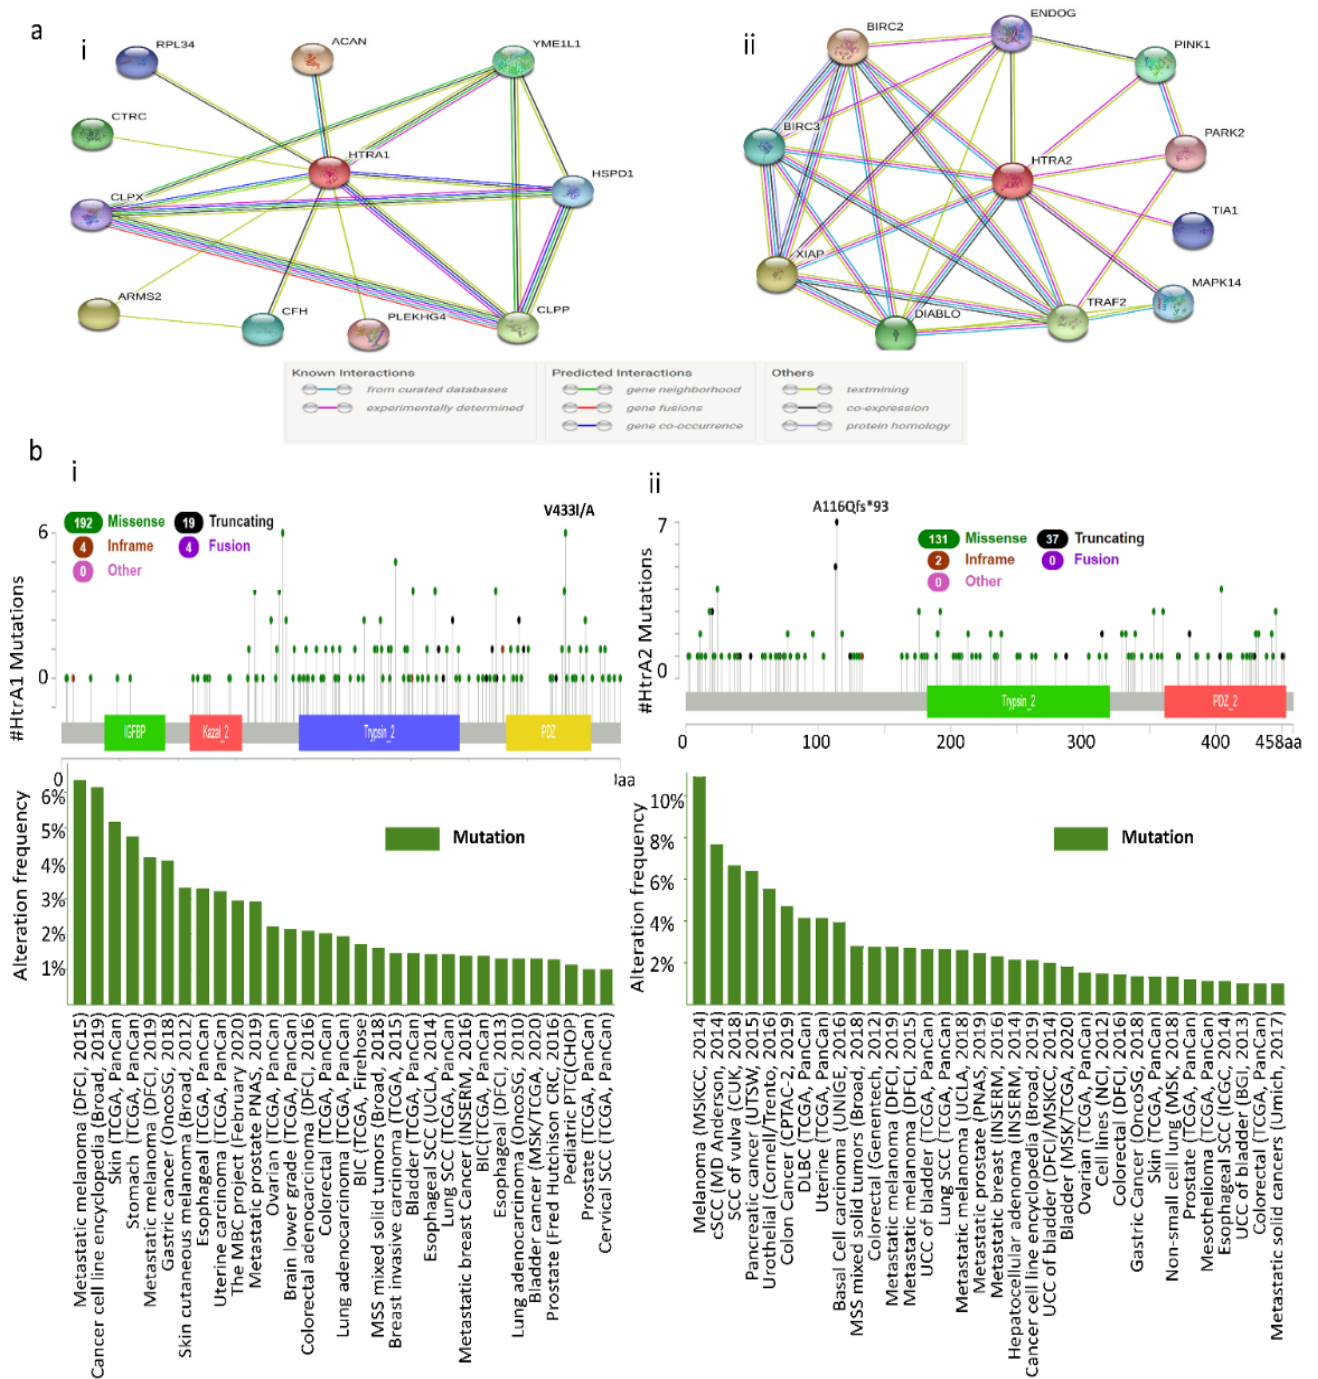 a
i
RPL34
ACAN
YME1L1
CTRC
HTRA1
HSPD1
CLPX
ARMS2
CFH
PLEKHG4
CLPP
ii
BIRC2
ENDOG
PINK1
BIRC3
HTRA2
PARK2
TIA1
XIAP
MAPK14
TRAF2
DIABLO
Known Interactions
from curated databases
experimentally determined
Predicted Interactions
gene neighborhood
gene fusions
gene co-occurrence
Others
textmining
co-expression
protein homology
b
i
192 Missense
19 Truncating
4 Inframe
4 Fusion
0 Other
V433I/A
#HtrA1 Mutations
6
0
IGFBP
Kazal_2
Trypsin_2
PDZ
0
aa
ii
A116Qfs*93
131 Missense
37 Truncating
2 Inframe
0 Fusion
0 Other
#HtrA2 Mutations
7
0
Trypsin_2
PDZ_2
0
100
200
300
400
458aa
Alteration frequency
6%
5%
4%
3%
2%
1%
Mutation
Metastatic melanoma (DFCI, 2015)
Cancer cell line encyclopedia (Broad, 2019)
Skin (TCGA, PanCan
Stomach (TCGA, PanCan
Metastatic melanoma (DFCI, 2019)
Gastric cancer (OncoSG, 2018)
Skin cutaneous melanoma (Broad, 2012)
Esophageal (TCGA, PanCan)
Uterine carcinoma (TCGA, PanCan)
The MBC project (February 2020)
Metastatic prostate PNAS, 2019)
Ovarian (TCGA, PanCan)
Brain lower grade (TCGA, PanCan)
Colorectal adenocarcinoma (DFCI, 2016)
Colorectal (TCGA, PanCan)
Lung adenocarcinoma (TCGA, PanCan)
BIC (TCGA, Firehose)
MSS mixed solid tumors (Broad, 2018)
Breast invasive carcinoma (TCGA, 2015)
Bladder (TCGA, PanCan)
Esophageal SCC (UCLA, 2014)
Lung SCC (TCGA, PanCan)
Metastatic breast Cancer (INSERM, 2016)
BIC(TCGA, PanCan)
Esophageal (DFCI, 2013)
Lung adenocarcinoma (OncoSG, 2010)
Bladder cancer (MSK/TCGA, 2020)
Prostate (Fred Hutchison CRC, 2016)
Pediatric PTC(CHOP)
Prostate (TCGA, PanCan)
Cervical SCC (TCGA, PanCan)
Alteration frequency
10%
8%
6%
4%
2%
Mutation
Melanoma (MSKCC, 2014)
cSCC (MD Anderson, 2014)
SCC of vulva (CUK, 2018)
Pancreatic cancer (UTSW, 2015)
Urothelial (Cornell/Trento, 2016)
Colon Cancer (CPTAC-2, 2019)
DLBC (TCGA, PanCan)
Uterine (TCGA, PanCan)
Basal Cell carcinoma (UNIGE, 2016)
MSS mixed solid tumors (Broad, 2018)
Colorectal (Genentech, 2012)
Metastatic melanoma (DFCI, 2019)
Metastatic melanoma (DFCI, 2015)
UCC of bladder (TCGA, PanCan)
Lung SCC (TCGA, PanCan)
Metastatic melanoma (UCLA, 2018)
Metastatic prostate (PNAS, 2019)
Metastatic breast (INSERM, 2016)
Hepatocellular adenoma (INSERM, 2014)
Cancer cell line encyclopedia (Broad, 2019)
UCC of bladder (DFCI/MSKCC, 2014)
Bladder (MSK/TCGA, 2020)
Ovarian (TCGA, PanCan)
Cell lines (NCI, 2012)
Colorectal (DFCI, 2016)
Gastric Cancer (OncoSG, 2018)
Skin (TCGA, PanCan)
Non-small cell lung (MSK, 2018)
Prostate (TCGA, PanCan)
Mesothelioma (TCGA, PanCan)
Esophageal SCC (ICGC, 2014)
UCC of bladder (BGI, 2013)
Colorectal (TCGA, PanCan)
Metastatic solid cancers (Umich, 2017)